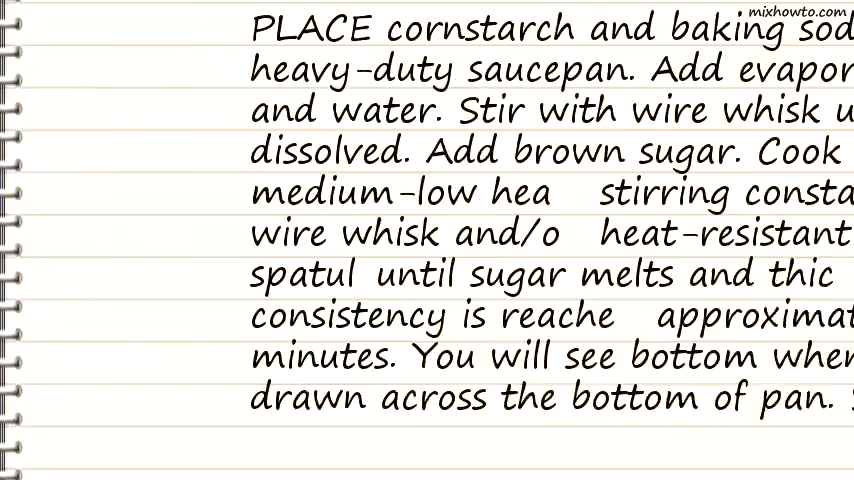 mixhowto.com
PLACE cornstarch and baking sod
heavy-duty saucepan. Add evapor
and water. Stir with wire whisk u
dissolved. Add brown sugar. Cook
medium-low hea stirring consta
wire whisk and/o heat-resistant
spatul until sugar melts and thic
consistency is reache approximat
minutes. You will see bottom when
drawn across the bottom of pan.